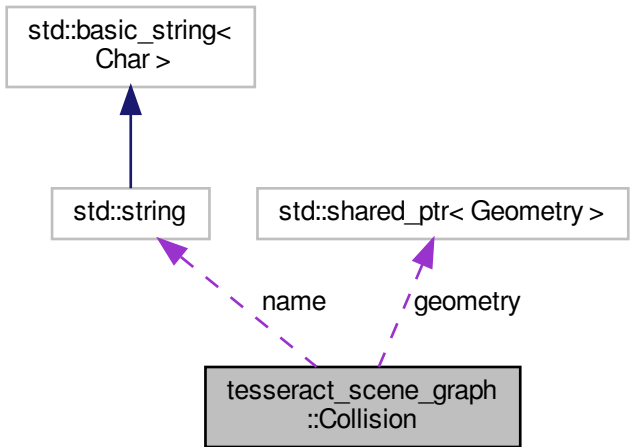 std::basic_string<
Char >
std::string
std::shared_ptr< Geometry >
name
geometry
tesseract_scene_graph
::Collision